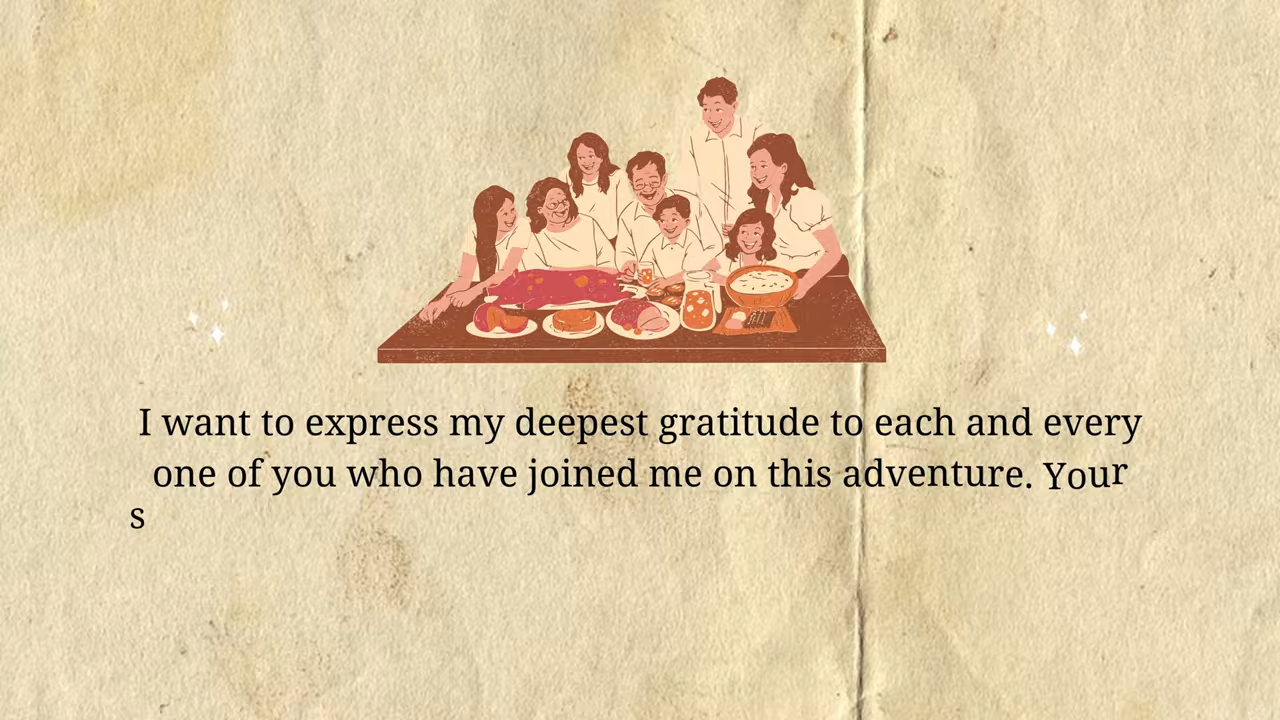 I want to express my deepest gratitude to each and every
one of you who have joined me on this adventure. Your
s